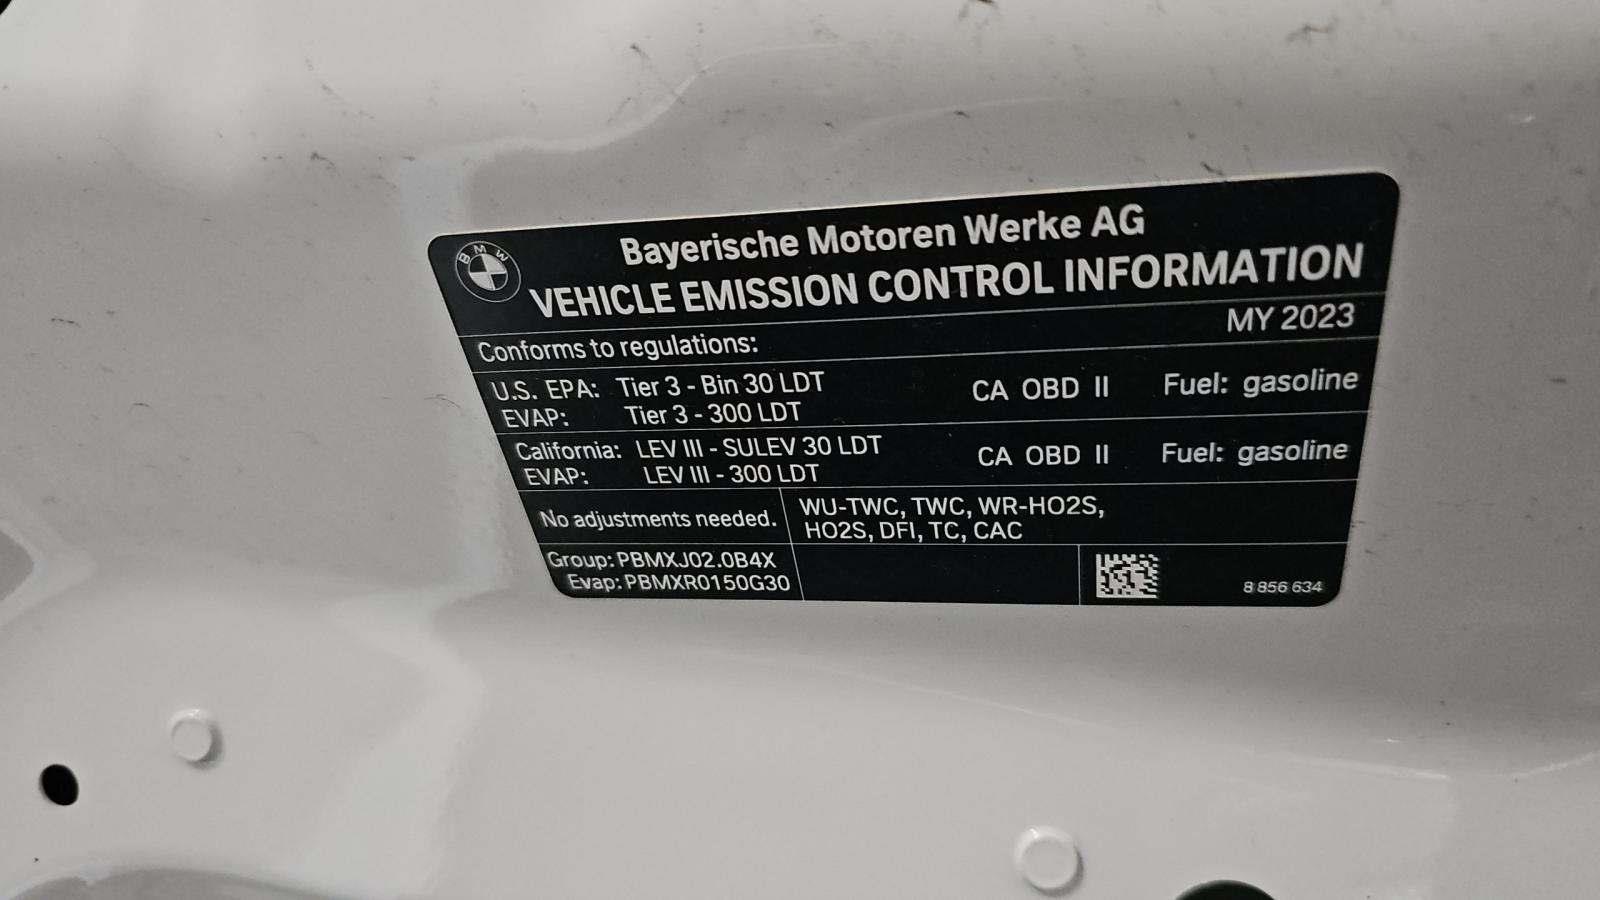 BMW
Bayerische Motoren Werke AG
VEHICLE EMISSION CONTROL INFORMATION
MY 2023
Conforms to regulations:
U.S. EPA: Tier 3 - Bin 30 LDT CA OBD II Fuel: gasoline
EVAP: Tier 3 - 300 LDT
California: LEV III - SULEV 30 LDT CA OBD II Fuel: gasoline
EVAP: LEV III - 300 LDT
No adjustments needed.
WU-TWC, TWC, WR-HO2S,
HO2S, DFI, TC, CAC
Group: PBMXJ02.0B4X
Evap: PBMXR0150G30
8 856 634